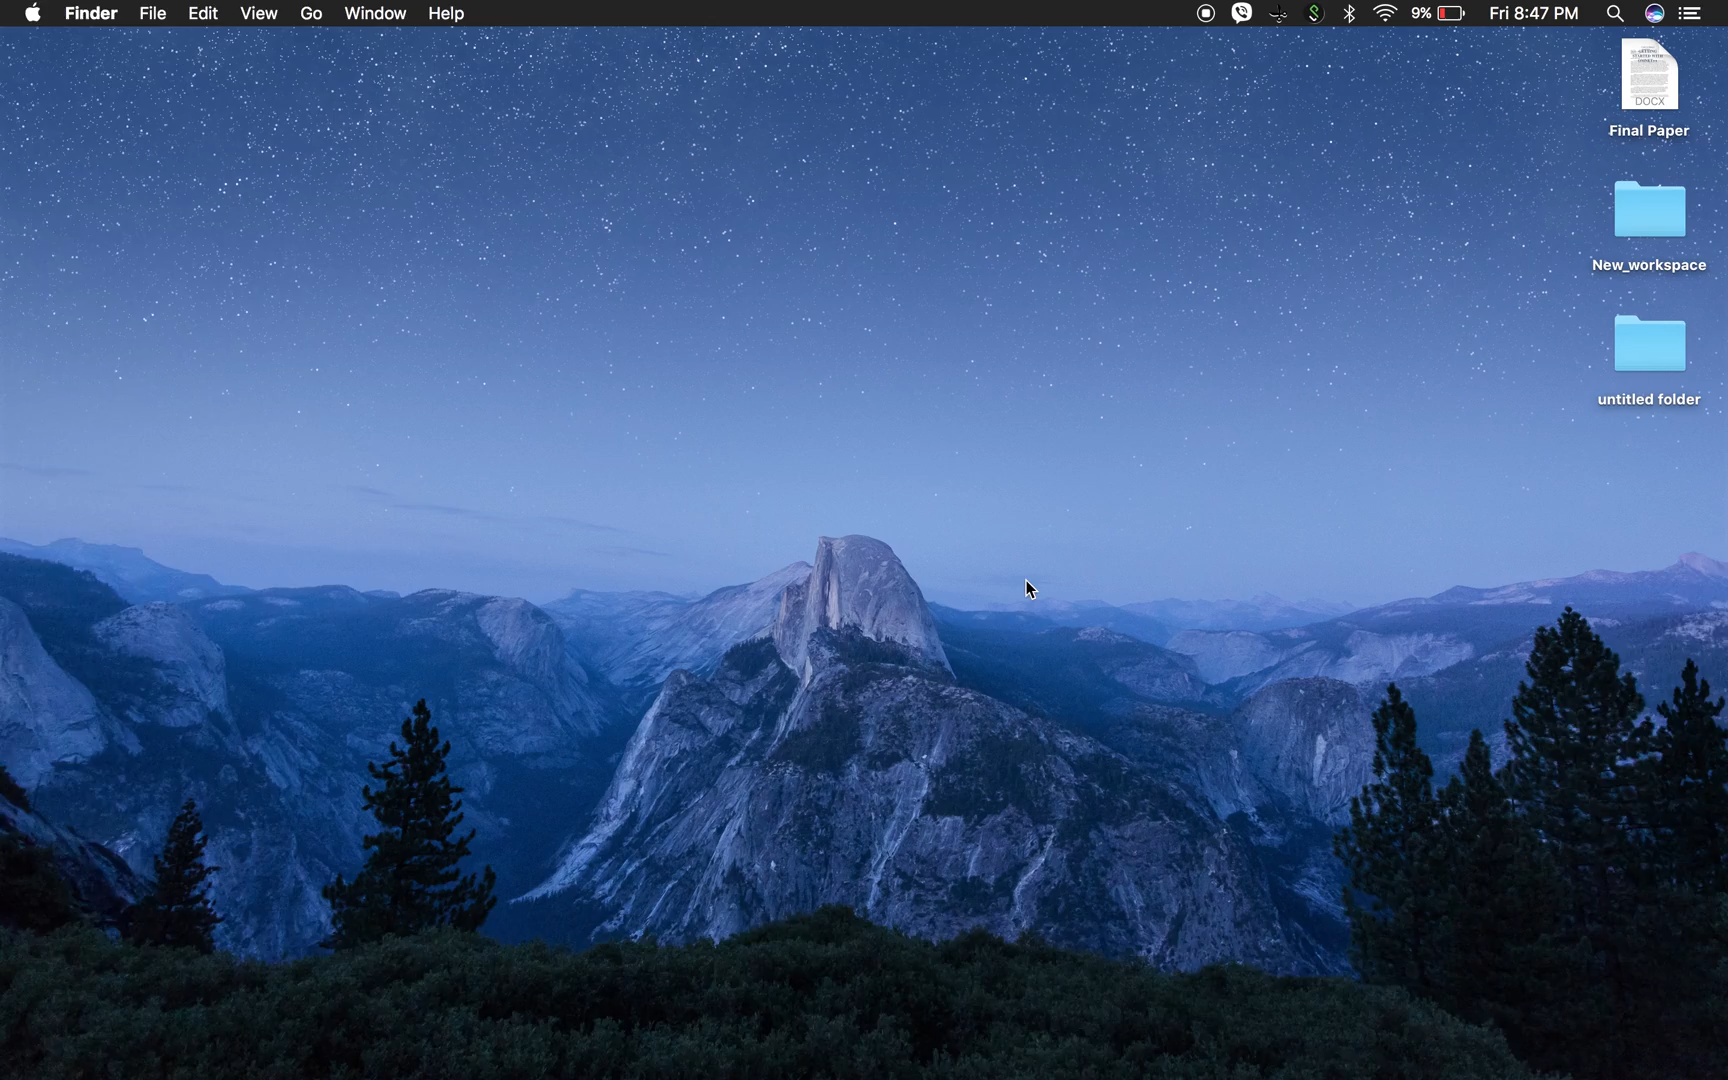 Finder File Edit View Go Window Help 9% Fri 8:47 PM
DOCX
Final Paper
New_workspace
untitled folder